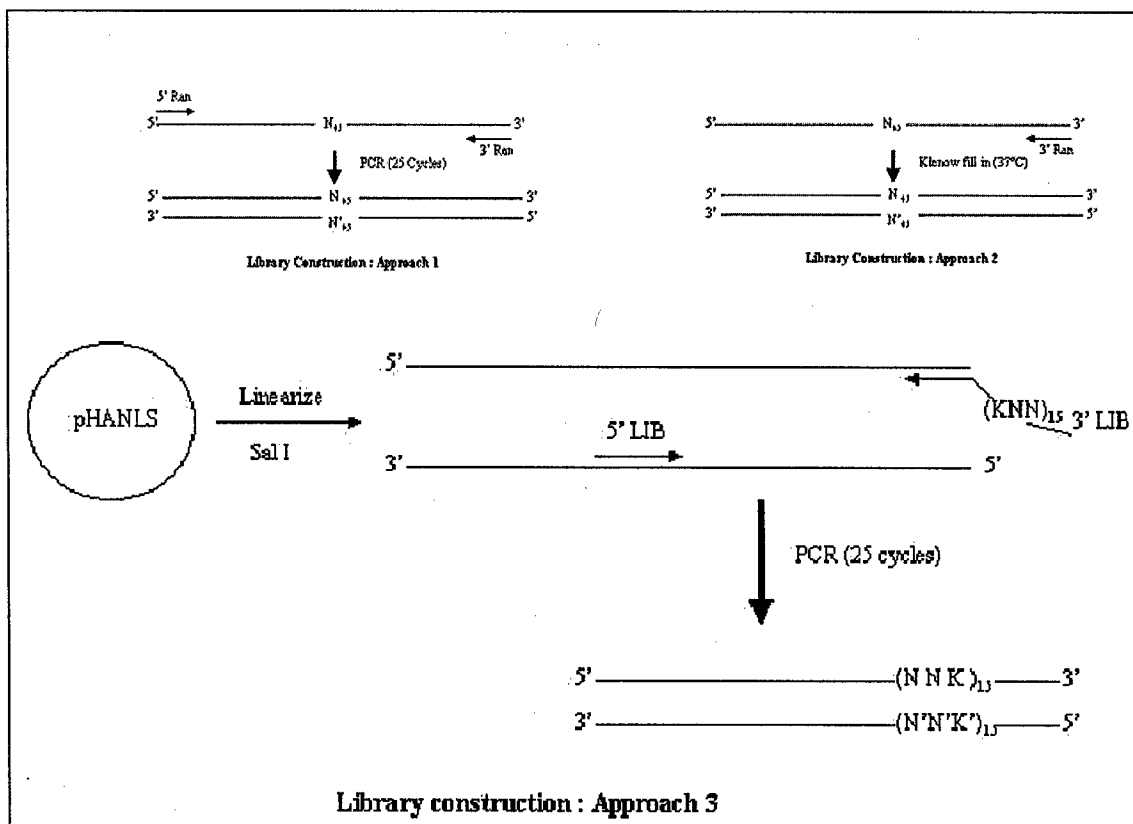 5' Ran
5' N45 3'
3' Ran
PCR (25 Cycles)
5' N45 3'
3' N'45 5'
Library Construction : Approach 1
5' N45 3'
3' Ran
Klenow fill in (37°C)
5' N45 3'
3' N'45 5'
Library Construction : Approach 2
pHANLS
Linearize
Sal I
5'
(KNN)15 3' LIB
5' LIB
3' 5'
PCR (25 cycles)
5' (N N K)15 3'
3' (N'N'K')15 5'
Library construction : Approach 3